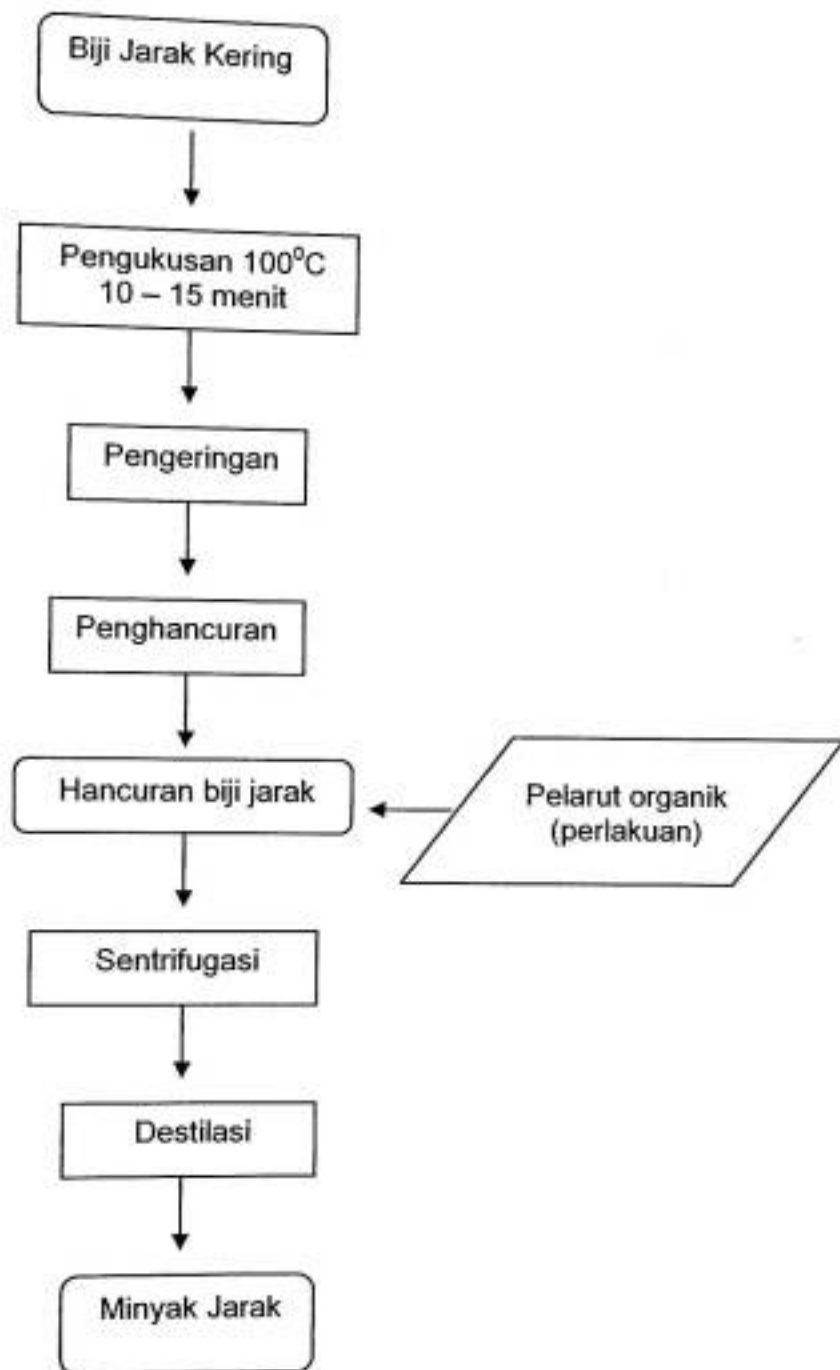 Biji Jarak Kering
Pengukusan 100⁰C
10 – 15 menit
Pengeringan
Penghancuran
Hancuran biji jarak
Pelarut organik
(perlakuan)
Sentrifugasi
Destilasi
Minyak Jarak